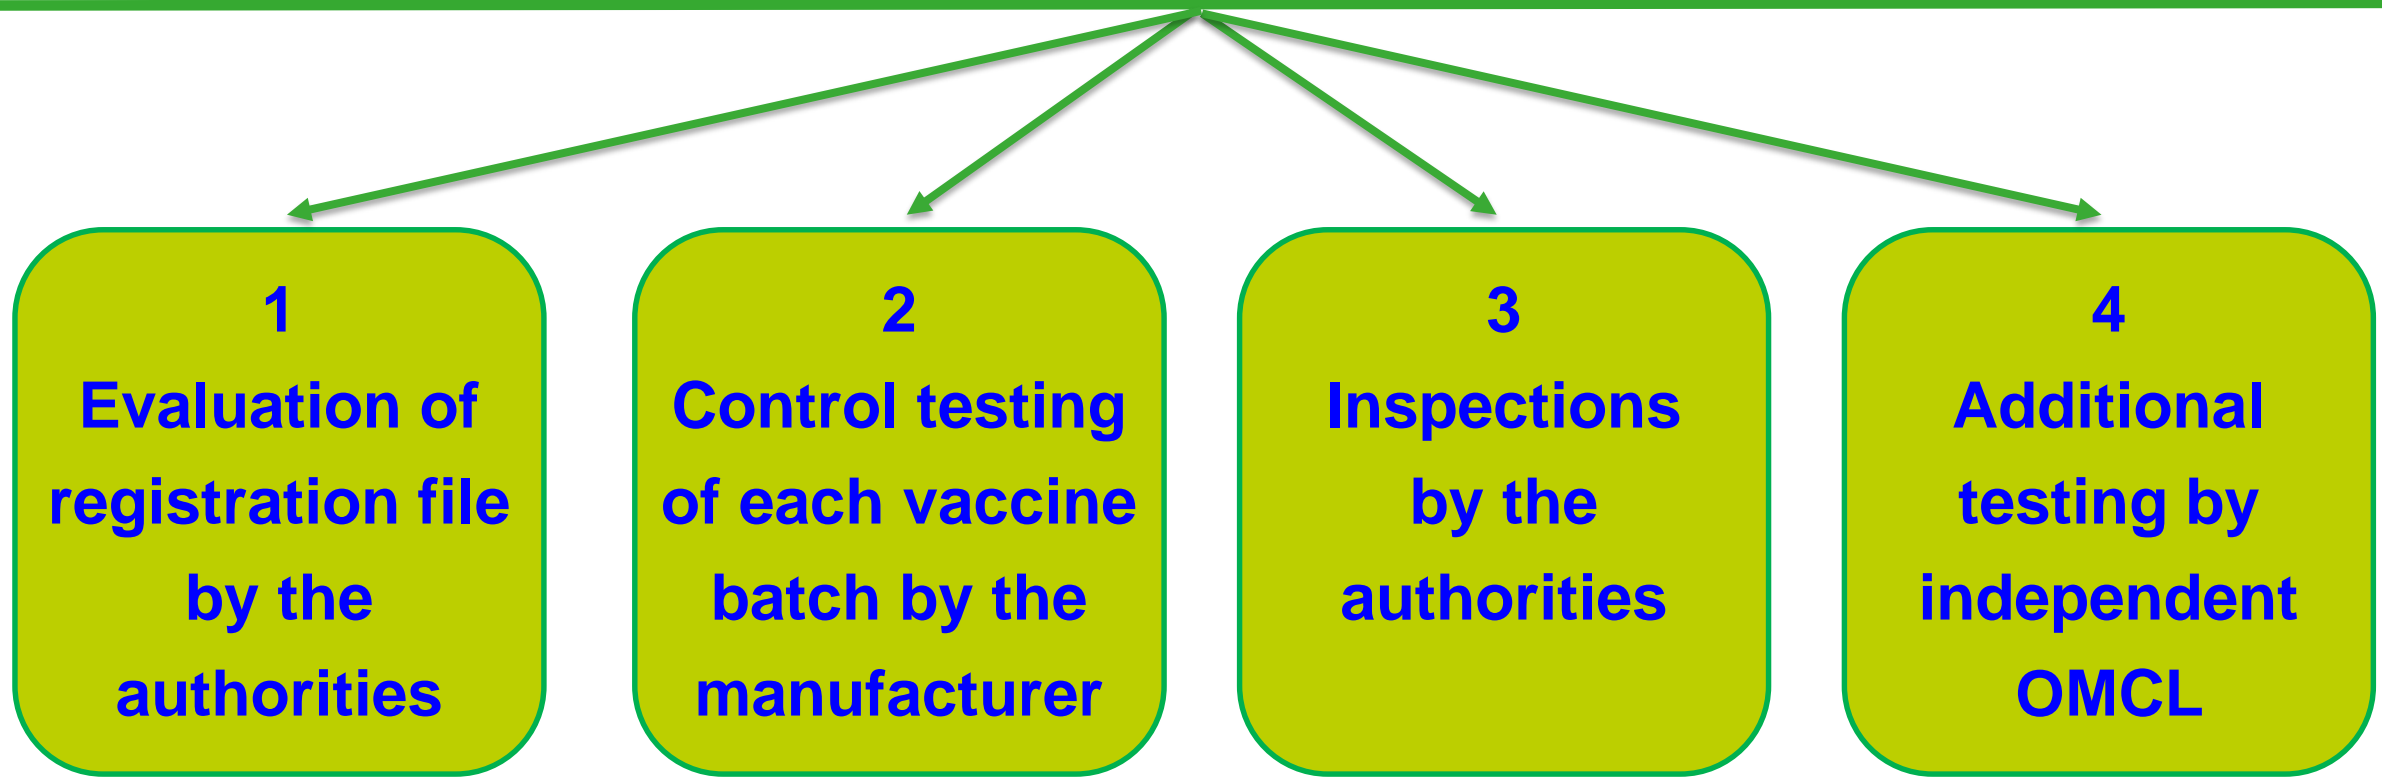 1
Evaluation of
registration file
by the
authorities
2
Control testing
of each vaccine
batch by the
manufacturer
3
Inspections
by the
authorities
4
Additional
testing by
independent
OMCL